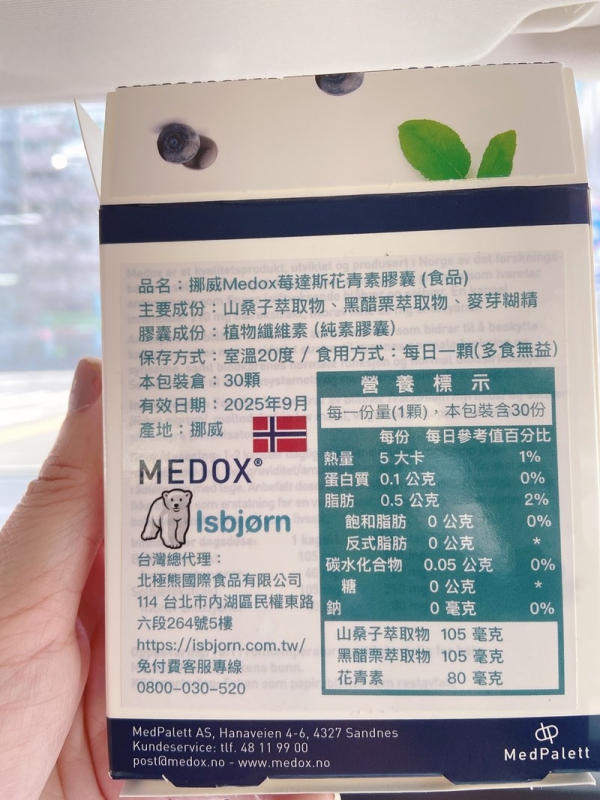 品名：挪威Medox莓達斯花青素膠囊 (食品)
主要成份：山桑子萃取物、黑醋栗萃取物、麥芽糊精
膠囊成份：植物纖維素 (純素膠囊)
保存方式：室溫20度 / 食用方式：每日一顆(多食無益)
本包裝倉：30顆
有效日期：2025年9月
產地：挪威
MEDOX®
Isbjørn
台灣總代理：
北極熊國際食品有限公司
114 台北市內湖區民權東路
六段264號5樓
https://isbjorn.com.tw/
免付費客服專線
0800-030-520
營養標示
每一份量(1顆)，本包裝含30份
每份 每日參考值百分比
熱量 5 大卡 1%
蛋白質 0.1 公克 0%
脂肪 0.5 公克 2%
飽和脂肪 0 公克 0%
反式脂肪 0 公克 *
碳水化合物 0.05 公克 0%
糖 0 公克 *
鈉 0 毫克 0%
山桑子萃取物 105 毫克
黑醋栗萃取物 105 毫克
花青素 80 毫克
MedPalett AS, Hanaveien 4-6, 4327 Sandnes
Kundeservice: tlf. 48 11 99 00
post@medox.no - www.medox.no
MedPalett